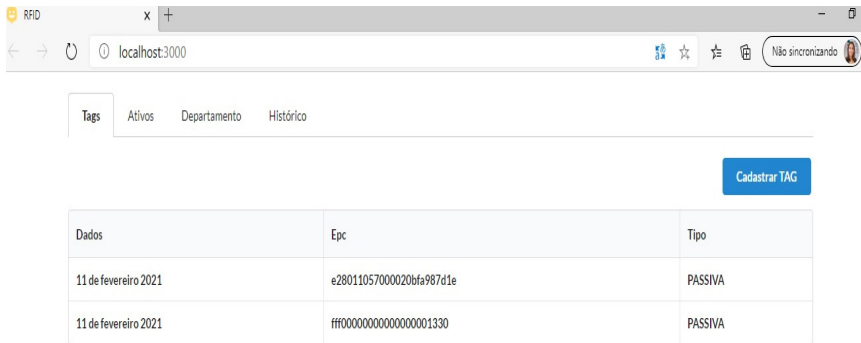 RFID
localhost:3000
Não sincronizando
Tags Ativos Departamento Histórico
Cadastrar TAG
Dados Epc Tipo
11 de fevereiro 2021 e28011057000020bfa987d1e PASSIVA
11 de fevereiro 2021 fff00000000000000001330 PASSIVA